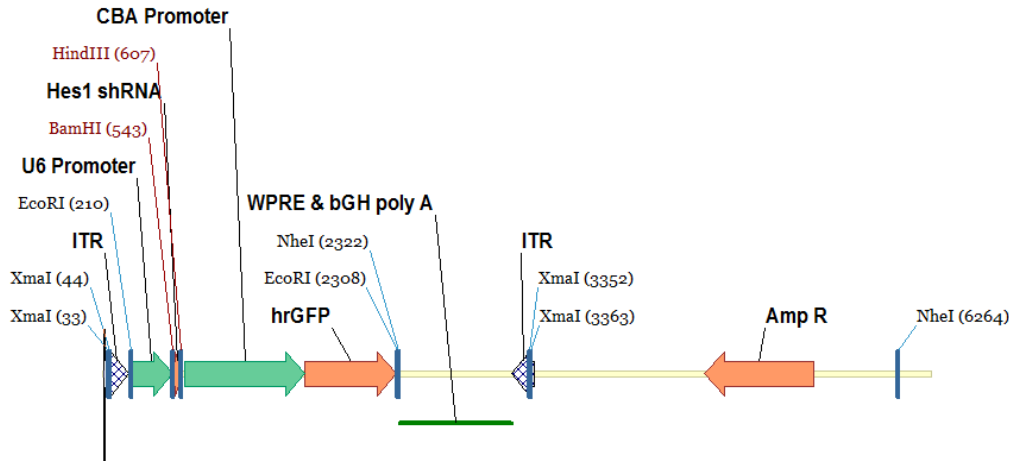 CBA Promoter
HindIII (607)
Hes1 shRNA
BamHI (543)
U6 Promoter
EcoRI (210)
WPRE & bGH poly A
ITR
NheI (2322)
ITR
XmaI (44)
EcoRI (2308)
XmaI (3352)
XmaI (33)
hrGFP
XmaI (3363)
Amp R
NheI (6264)